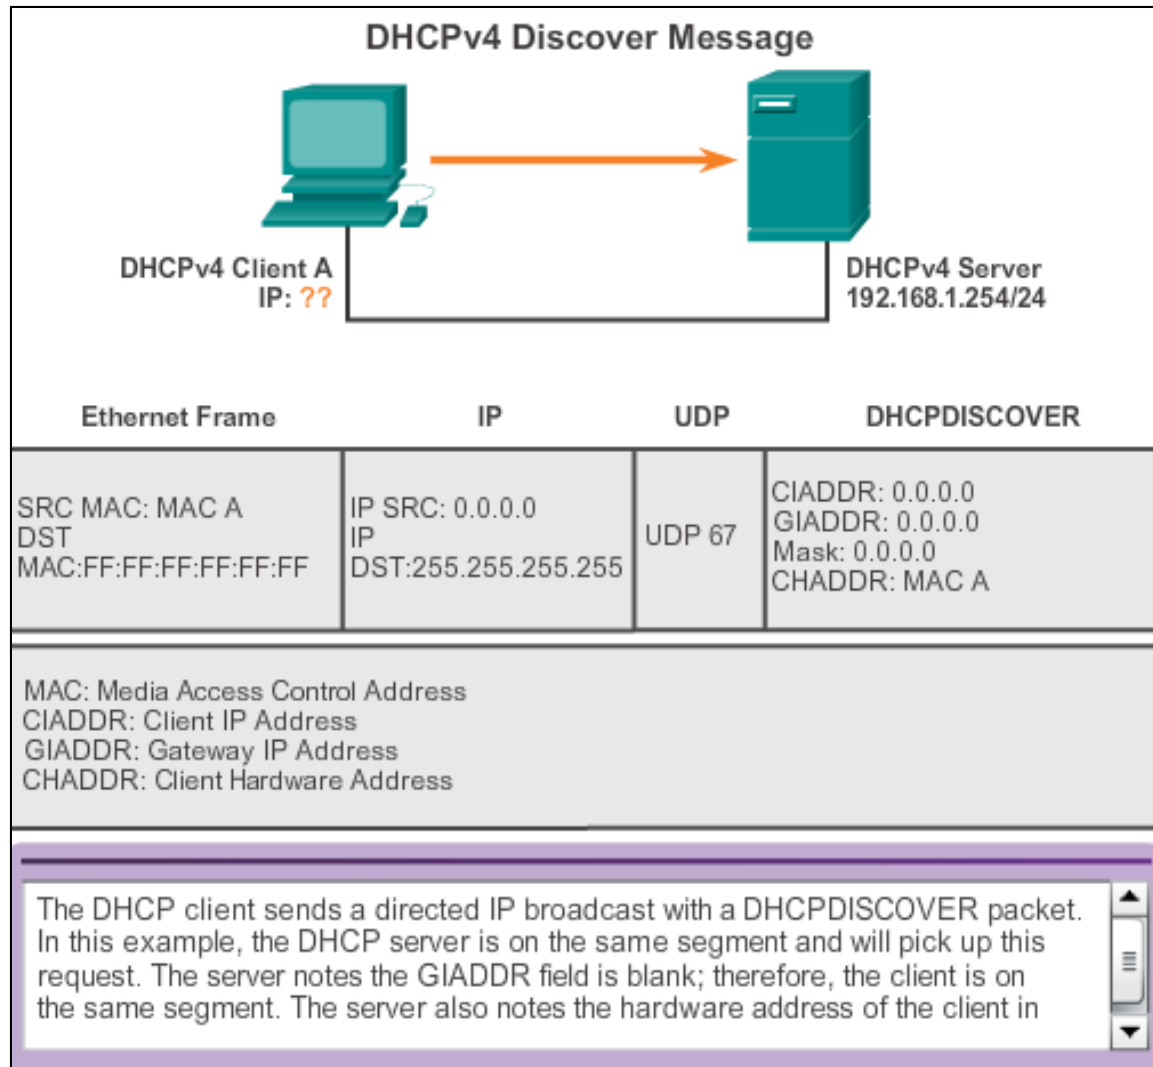 DHCPv4 Discover Message
DHCPv4 Client A
IP: ??
DHCPv4 Server
192.168.1.254/24
Ethernet Frame
IP
UDP
DHCPDISCOVER
SRC MAC: MAC A
DST
MAC:FF:FF:FF:FF:FF:FF
IP SRC: 0.0.0.0
IP
DST:255.255.255.255
UDP 67
CIADDR: 0.0.0.0
GIADDR: 0.0.0.0
Mask: 0.0.0.0
CHADDR: MAC A
MAC: Media Access Control Address
CIADDR: Client IP Address
GIADDR: Gateway IP Address
CHADDR: Client Hardware Address
The DHCP client sends a directed IP broadcast with a DHCPDISCOVER packet.
In this example, the DHCP server is on the same segment and will pick up this
request. The server notes the GIADDR field is blank; therefore, the client is on
the same segment. The server also notes the hardware address of the client in